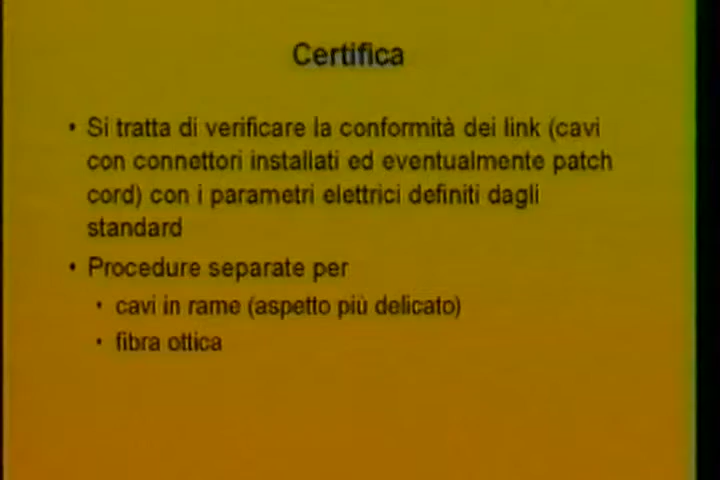 Certifica
• Si tratta di verificare la conformità dei link (cavi
con connettori installati ed eventualmente patch
cord) con i parametri elettrici definiti dagli
standard
• Procedure separate per
• cavi in rame (aspetto più delicato)
• fibra ottica